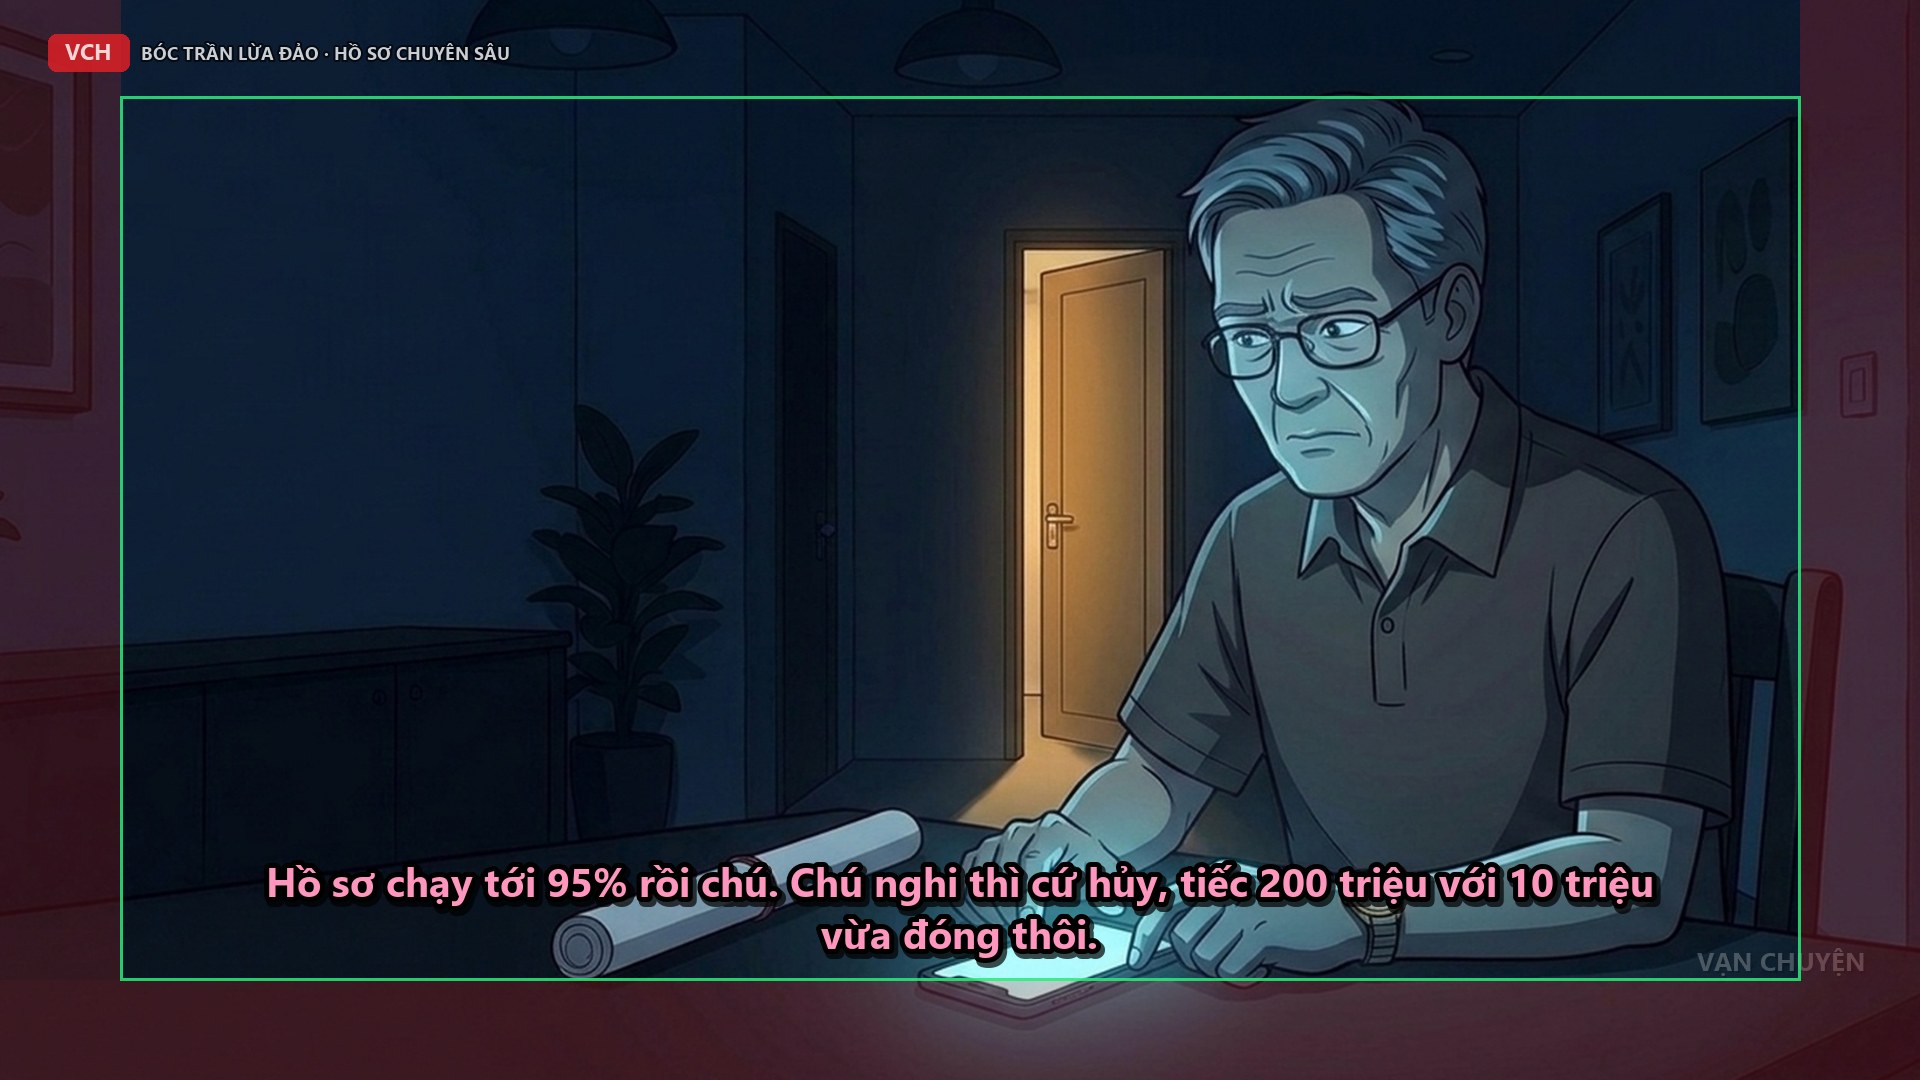 VCH BÓC TRẦN LỪA ĐẢO · HỒ SƠ CHUYÊN SÂU
Hồ sơ chạy tới 95% rồi chú. Chú nghi thì cứ hủy, tiếc 200 triệu với 10 triệu
vừa đóng thôi.
VẠN CHUYỆN